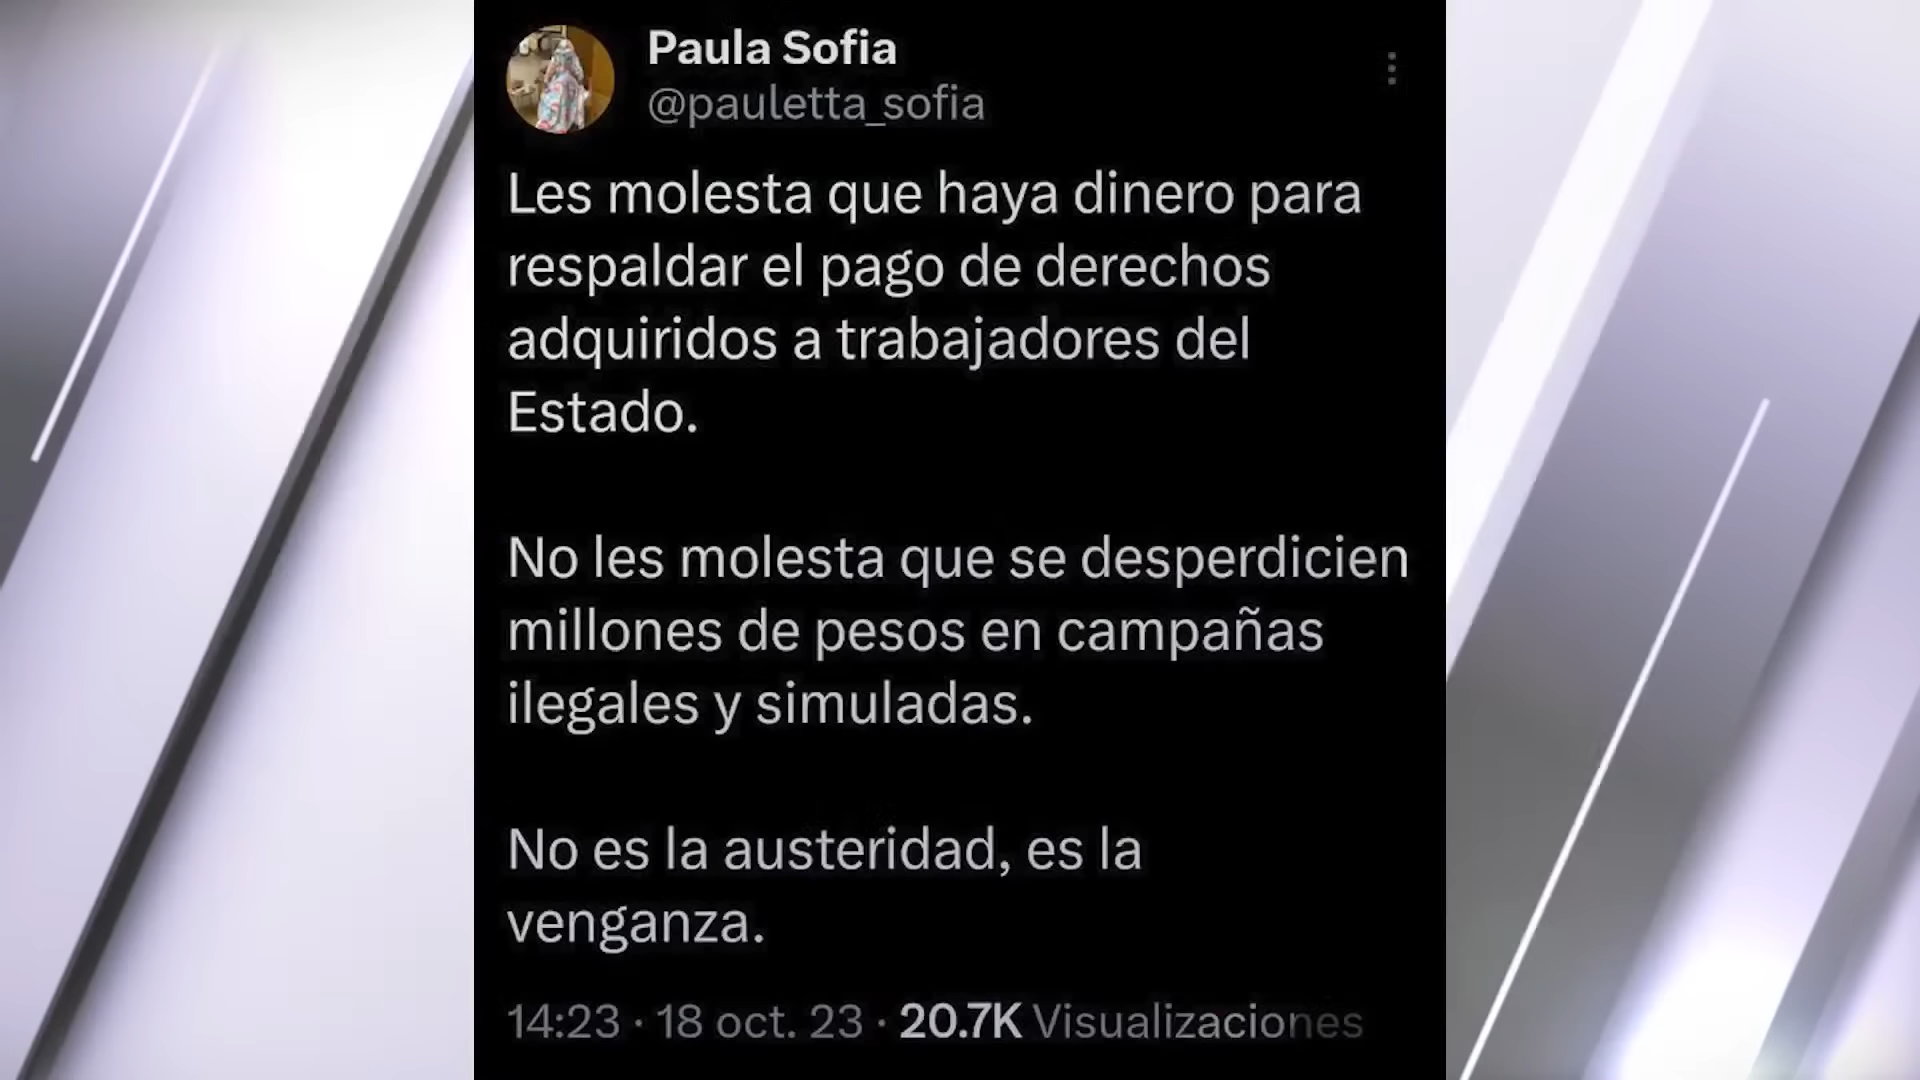 Paula Sofia
@pauletta_sofia
Les molesta que haya dinero para
respaldar el pago de derechos
adquiridos a trabajadores del
Estado.
No les molesta que se desperdicien
millones de pesos en campañas
ilegales y simuladas.
No es la austeridad, es la
venganza.
14:23 · 18 oct. 23 · 20.7K Visualizaciones